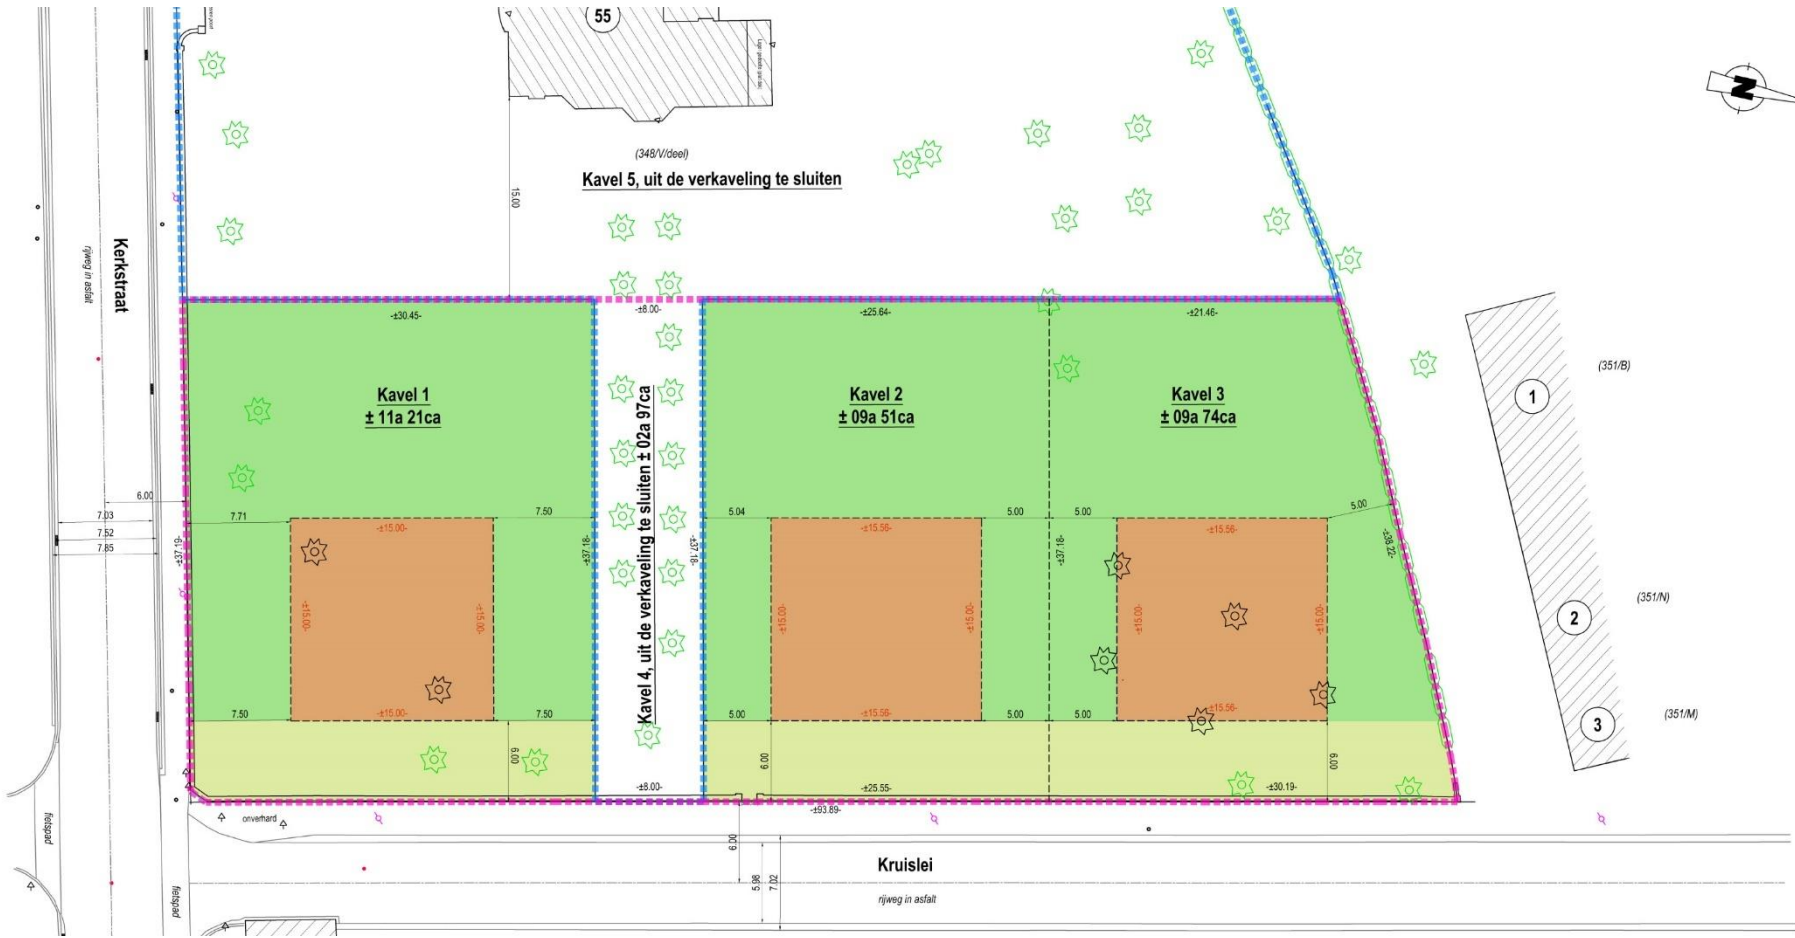 55
N
(348/V/deel)
Kavel 5, uit de verkaveling te sluiten
15.00
Kerkstraat
rijweg in asfalt
-±30.45-
-±8.00-
-±25.64-
-±21.46-
Kavel 1
± 11a 21ca
Kavel 2
± 09a 51ca
Kavel 3
± 09a 74ca
Kavel 4, uit de verkaveling te sluiten ± 02a 97ca
(351/B)
1
6.00
7.03
7.52
7.85
-±37.19-
7.71
-±15.00-
7.50
-±37.18-
5.04
-±37.18-
-±15.56-
5.00
5.00
-±37.18-
-±15.56-
5.00
-±38.22-
-±15.00-
-±15.00-
-±15.00-
-±15.00-
-±15.00-
-±15.00-
(351/N)
2
7.50
-±15.00-
7.50
5.00
-±15.56-
5.00
5.00
-±15.56-
(351/M)
3
6.00
6.00
6.00
-±8.00-
-±25.55-
-±30.19-
-±93.89-
onverhard
fietspad
fietspad
6.00
5.98
7.02
Kruislei
rijweg in asfalt